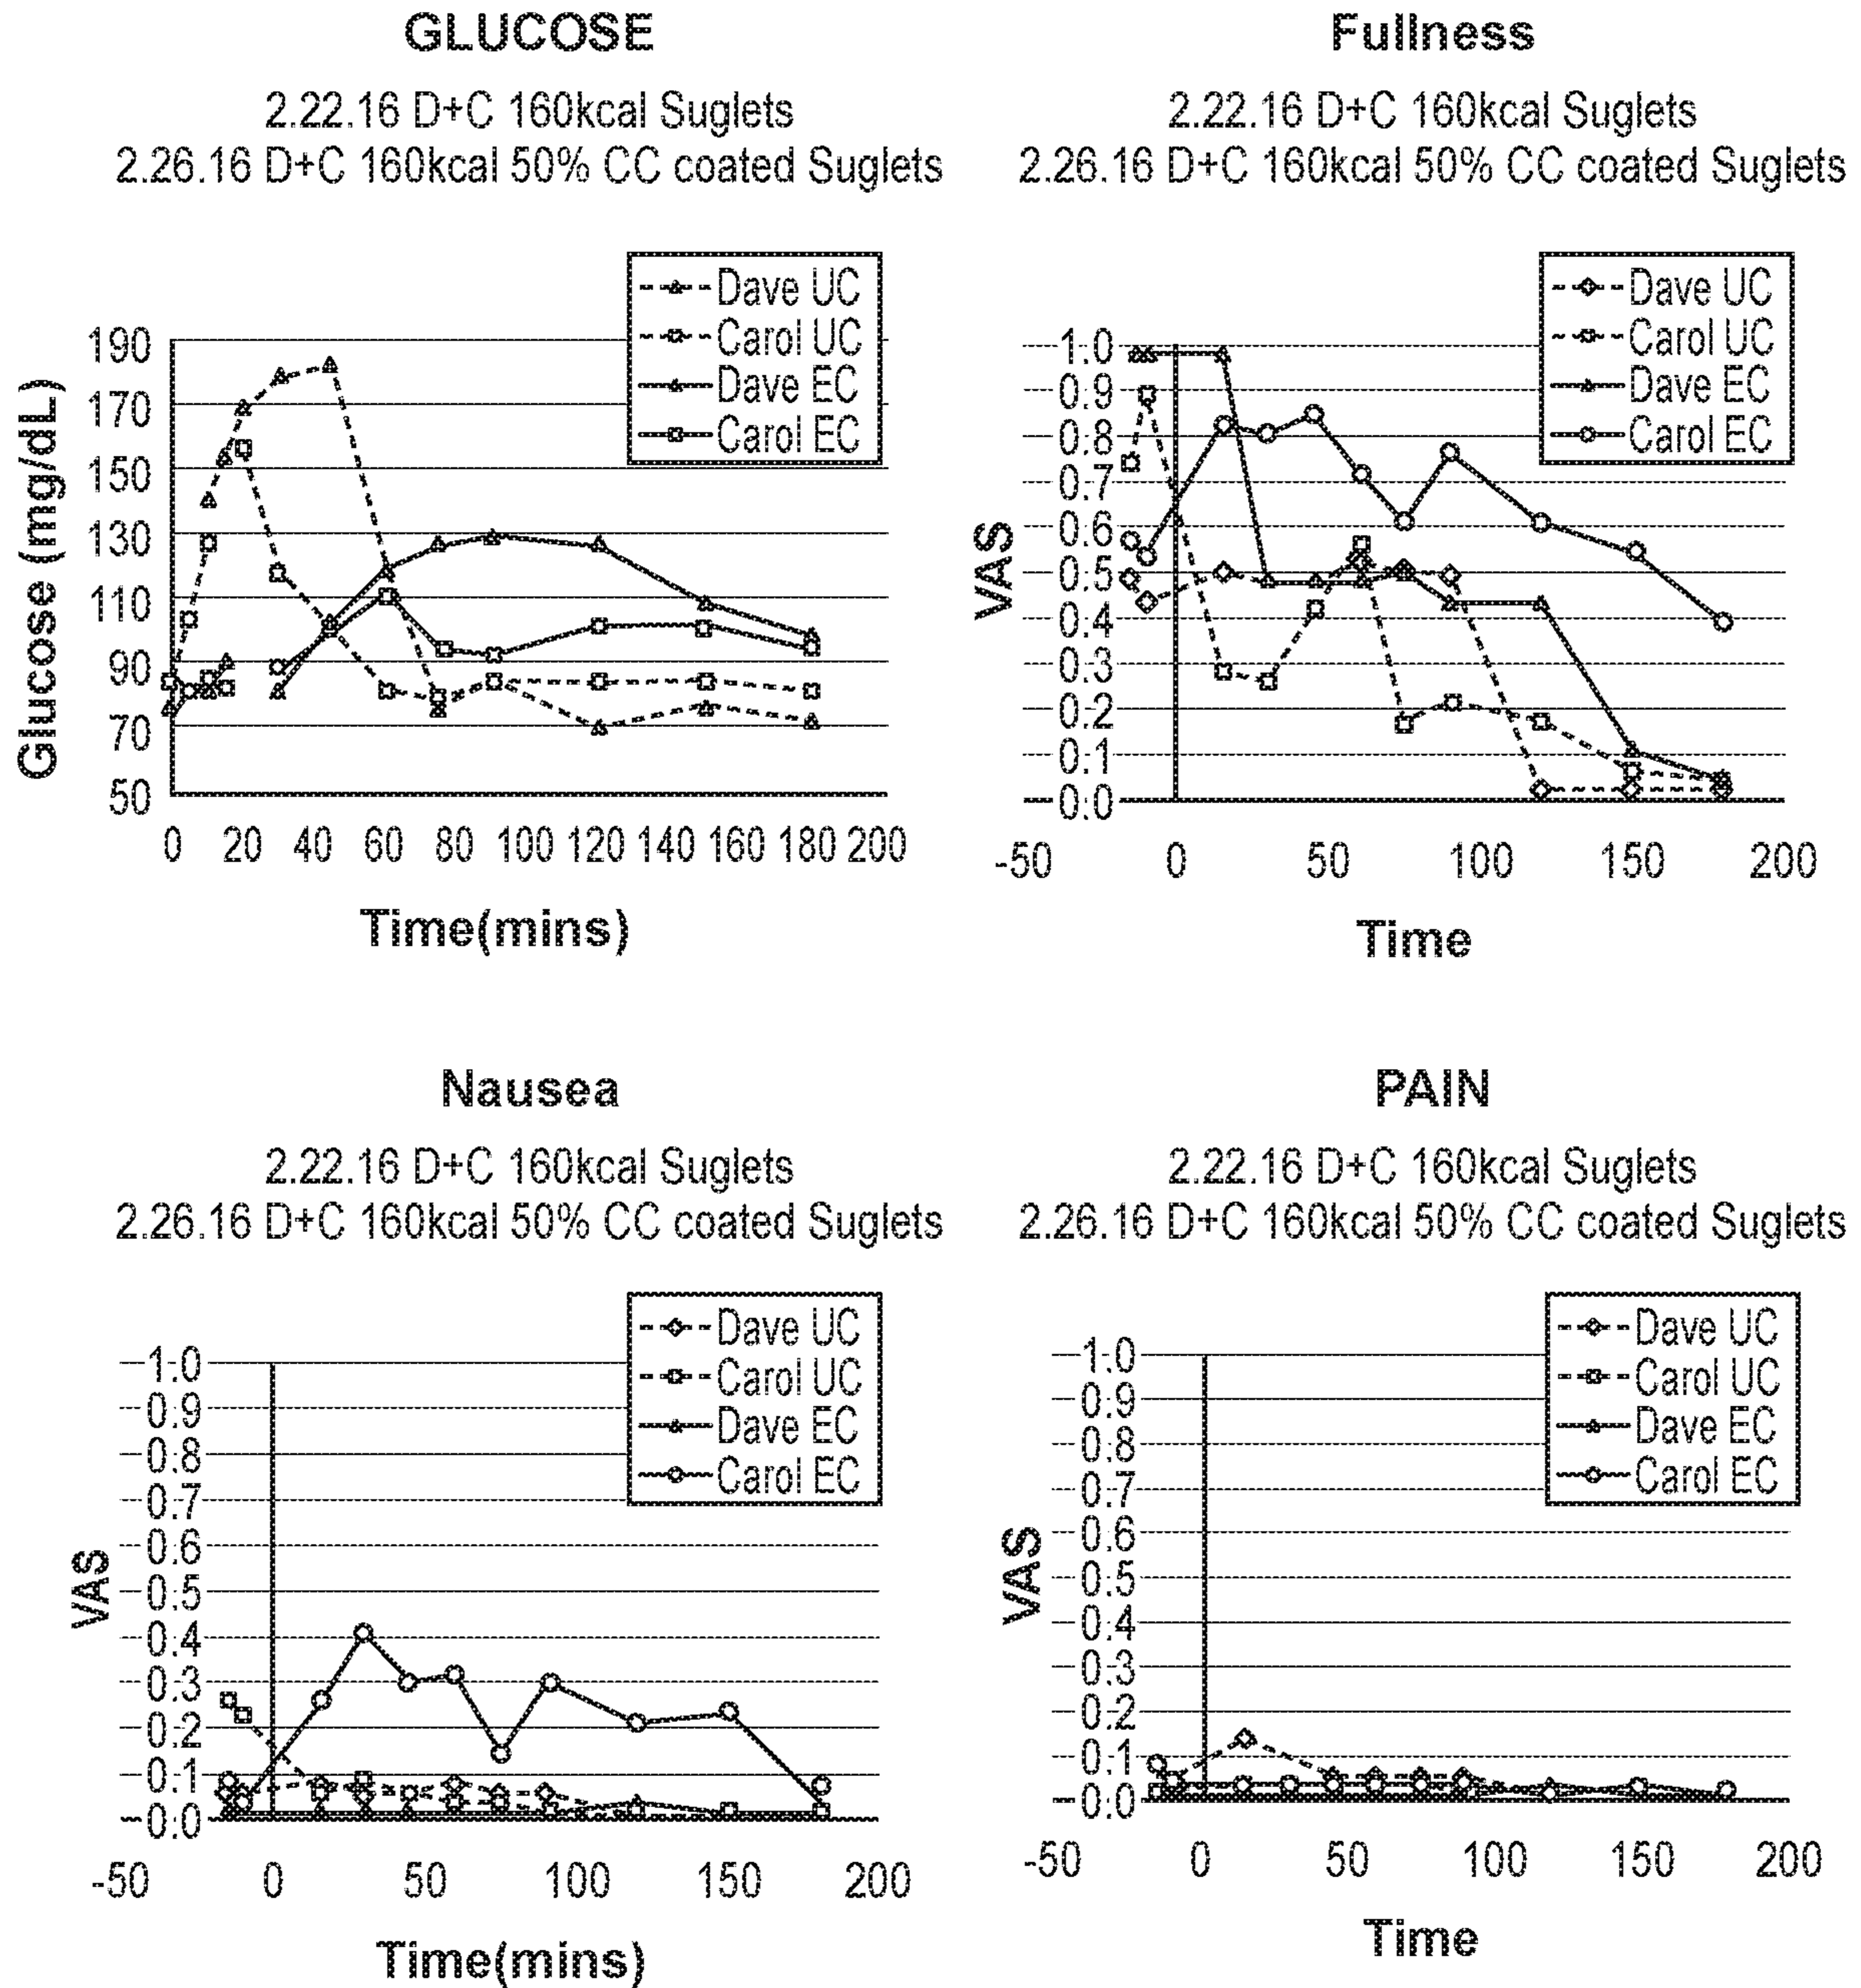 GLUCOSE
2.22.16 D+C 160kcal Suglets
2.26.16 D+C 160kcal 50% CC coated Suglets
Dave UC
Carol UC
Dave EC
Carol EC
190
170
150
130
110
90
70
50
Glucose (mg/dL)
0 20 40 60 80 100 120 140 160 180 200
Time(mins)
Fullness
2.22.16 D+C 160kcal Suglets
2.26.16 D+C 160kcal 50% CC coated Suglets
Dave UC
Carol UC
Dave EC
Carol EC
1.0
0.9
0.8
0.7
0.6
0.5
0.4
0.3
0.2
0.1
0.0
VAS
-50 0 50 100 150 200
Time
Nausea
2.22.16 D+C 160kcal Suglets
2.26.16 D+C 160kcal 50% CC coated Suglets
Dave UC
Carol UC
Dave EC
Carol EC
1.0
0.9
0.8
0.7
0.6
0.5
0.4
0.3
0.2
0.1
0.0
VAS
-50 0 50 100 150 200
Time(mins)
PAIN
2.22.16 D+C 160kcal Suglets
2.26.16 D+C 160kcal 50% CC coated Suglets
Dave UC
Carol UC
Dave EC
Carol EC
1.0
0.9
0.8
0.7
0.6
0.5
0.4
0.3
0.2
0.1
0.0
VAS
-50 0 50 100 150 200
Time